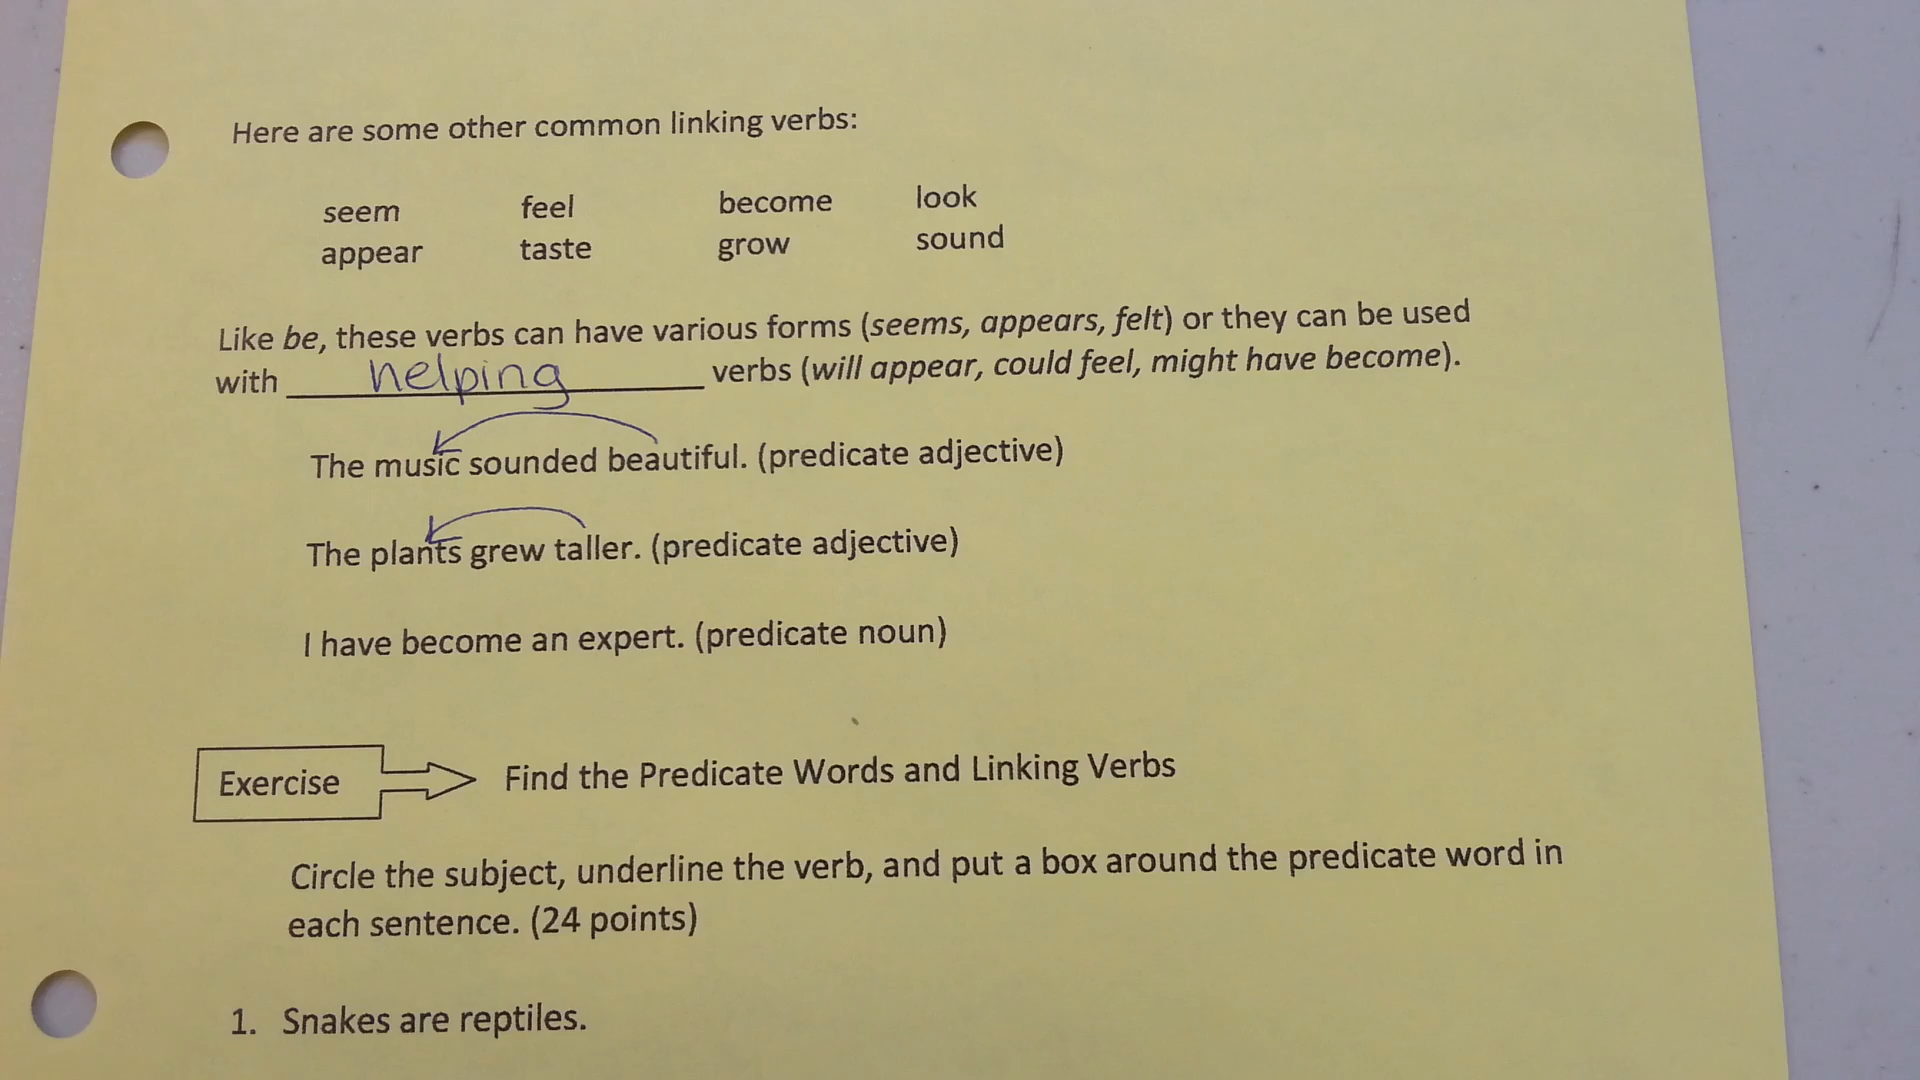 Here are some other common linking verbs:
seem feel become look
appear taste grow sound
Like be, these verbs can have various forms (seems, appears, felt) or they can be used
with helping verbs (will appear, could feel, might have become).
The music sounded beautiful. (predicate adjective)
The plants grew taller. (predicate adjective)
I have become an expert. (predicate noun)
Exercise Find the Predicate Words and Linking Verbs
Circle the subject, underline the verb, and put a box around the predicate word in
each sentence. (24 points)
1. Snakes are reptiles.